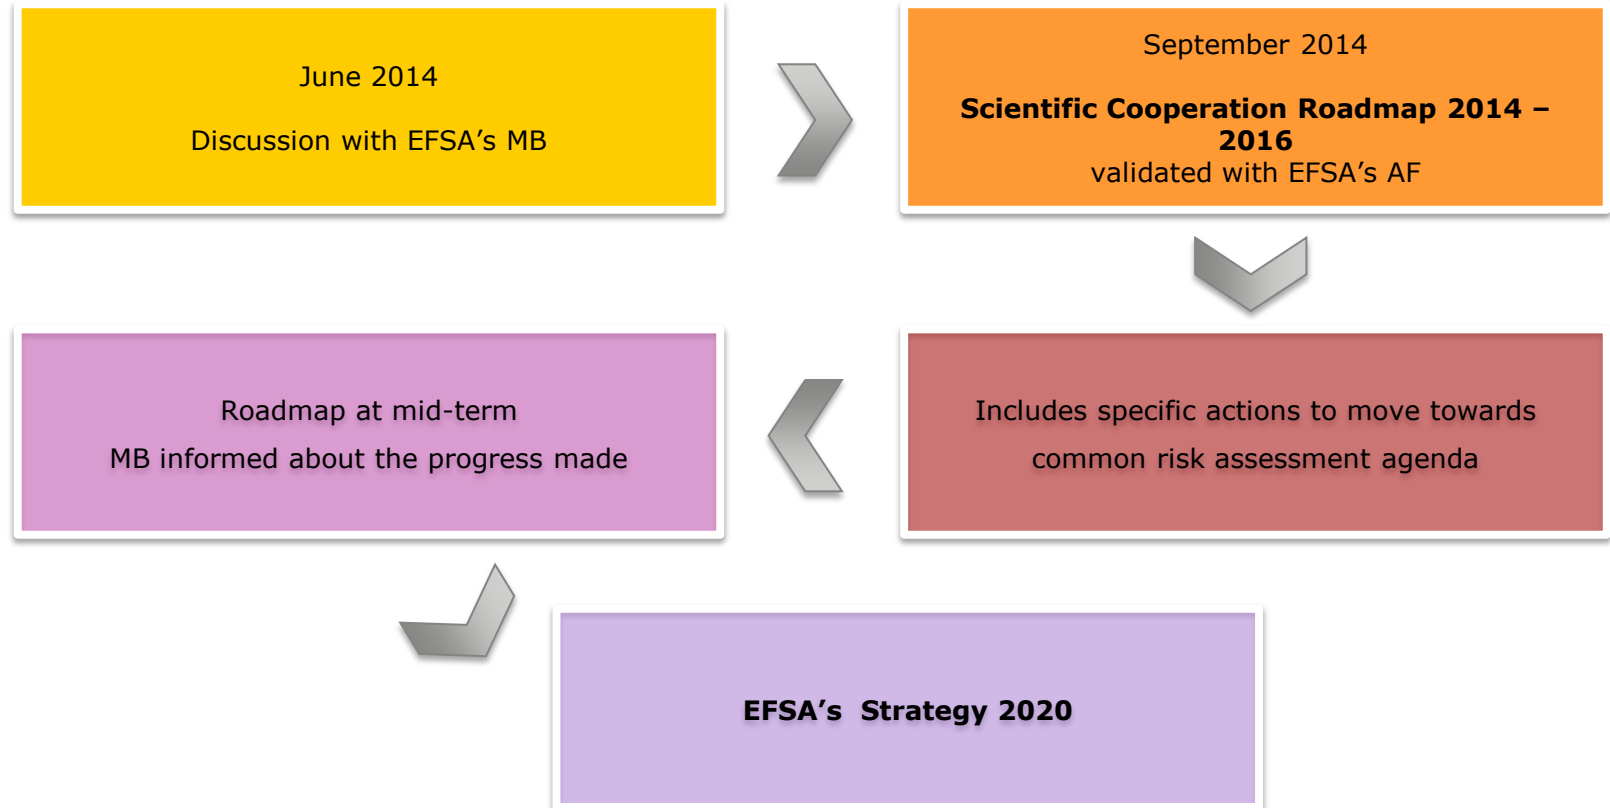 June 2014
Discussion with EFSA’s MB
September 2014
Scientific Cooperation Roadmap 2014 –
2016
validated with EFSA’s AF
Includes specific actions to move towards
common risk assessment agenda
Roadmap at mid-term
MB informed about the progress made
EFSA’s  Strategy 2020